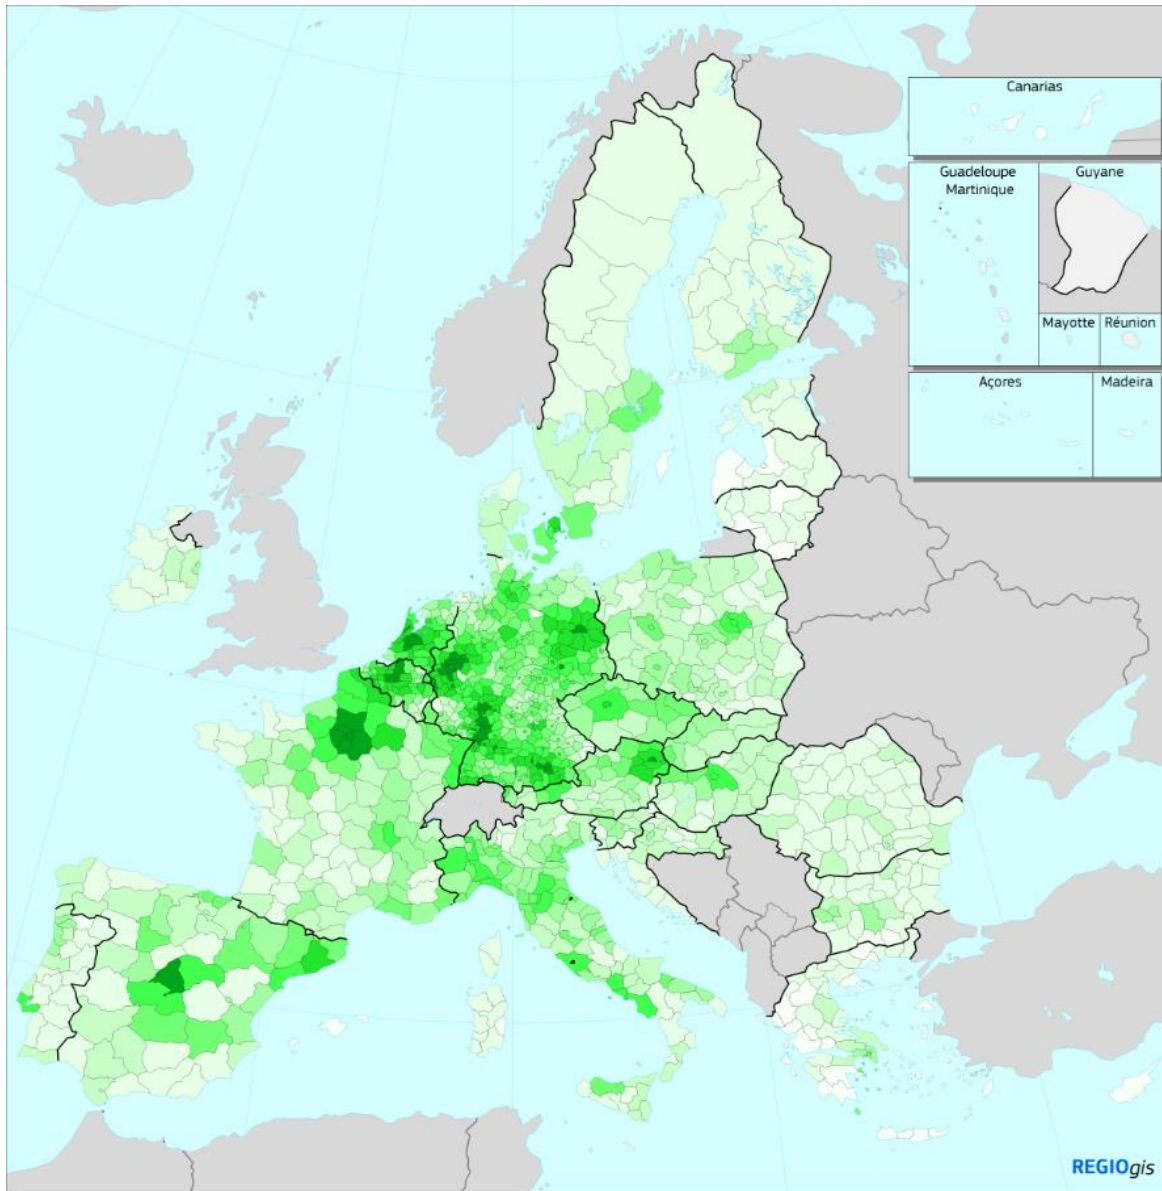 Canarias
Guadeloupe
Martinique
Guyane
Mayotte
Réunion
Açores
Madeira
REGIOgis